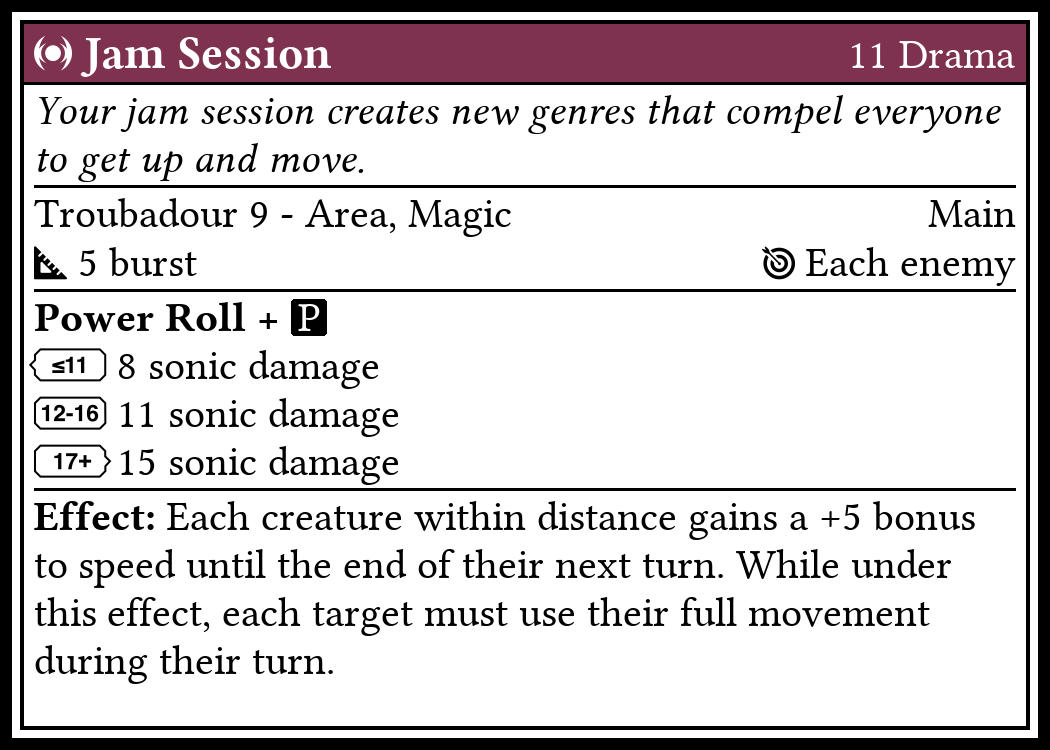 Jam Session 11 Drama
Your jam session creates new genres that compel everyone
to get up and move.
Troubadour 9 - Area, Magic Main
5 burst Each enemy
Power Roll + P
≤11 8 sonic damage
12-16 11 sonic damage
17+ 15 sonic damage
Effect: Each creature within distance gains a +5 bonus
to speed until the end of their next turn. While under
this effect, each target must use their full movement
during their turn.